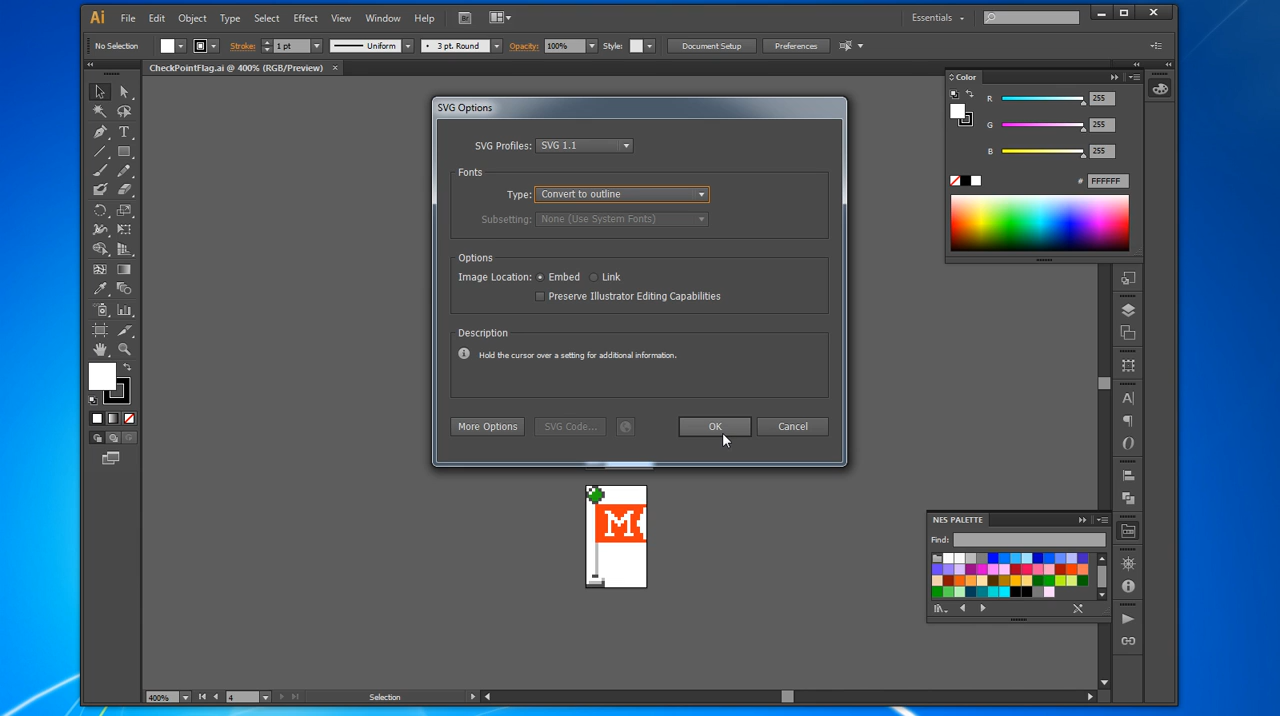 Ai File Edit Object Type Select Effect View Window Help Essentials
No Selection Stroke: 1 pt Uniform 3 pt. Round Opacity: 100% Style: Document Setup Preferences
CheckPointFlag.ai @ 400% (RGB/Preview) ×
Color
R 255
G 255
B 255
# FFFFFF
SVG Options
SVG Profiles: SVG 1.1
Fonts
Type: Convert to outline
Subsetting: None (Use System Fonts)
Options
Image Location: Embed Link
Preserve Illustrator Editing Capabilities
Description
Hold the cursor over a setting for additional information.
More Options SVG Code... OK Cancel
M
NES PALETTE
Find:
400% 4 Selection